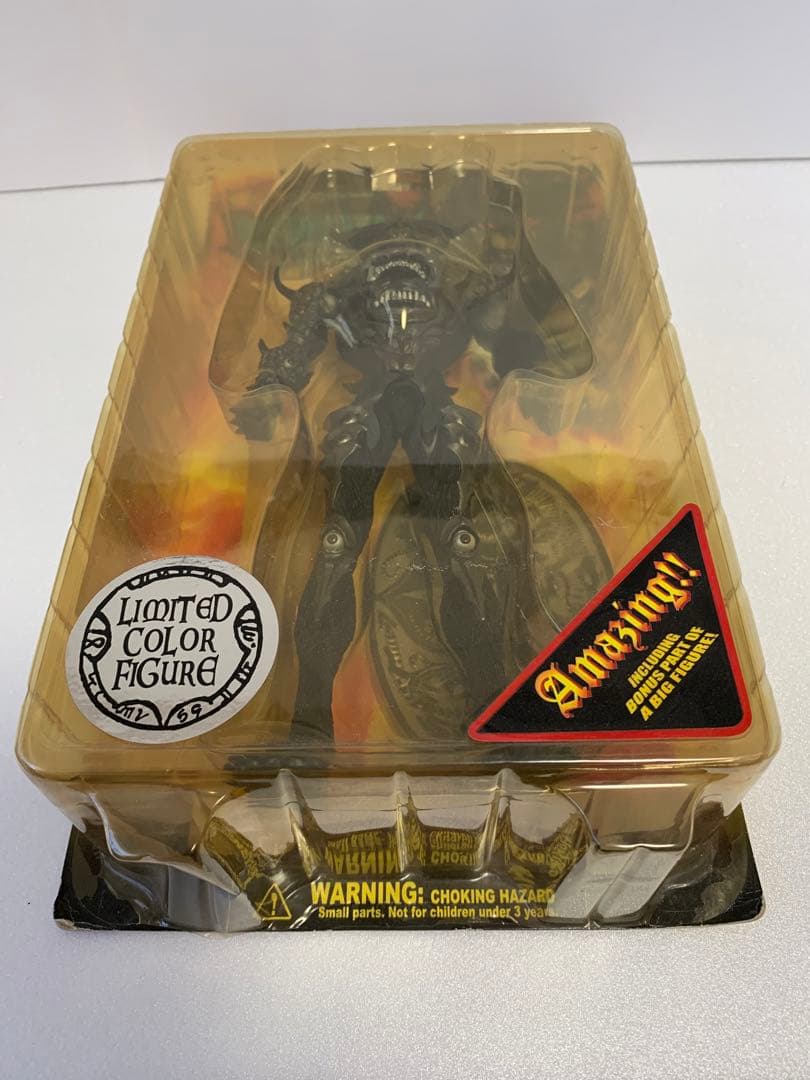 LIMITED
COLOR
FIGURE
Amazing!!
INCLUDING
BONUS PART OF
A BIG FIGURE!
WARNING: CHOKING HAZARD
Small parts. Not for children under 3 years.